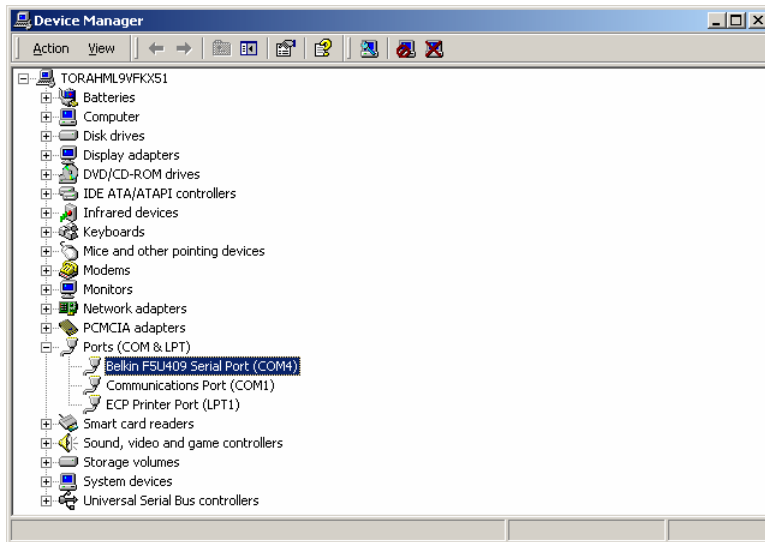 Device Manager
Action View
TORAHML9VFKX51
Batteries
Computer
Disk drives
Display adapters
DVD/CD-ROM drives
IDE ATA/ATAPI controllers
Infrared devices
Keyboards
Mice and other pointing devices
Modems
Monitors
Network adapters
PCMCIA adapters
Ports (COM & LPT)
Belkin F5U409 Serial Port (COM4)
Communications Port (COM1)
ECP Printer Port (LPT1)
Smart card readers
Sound, video and game controllers
Storage volumes
System devices
Universal Serial Bus controllers